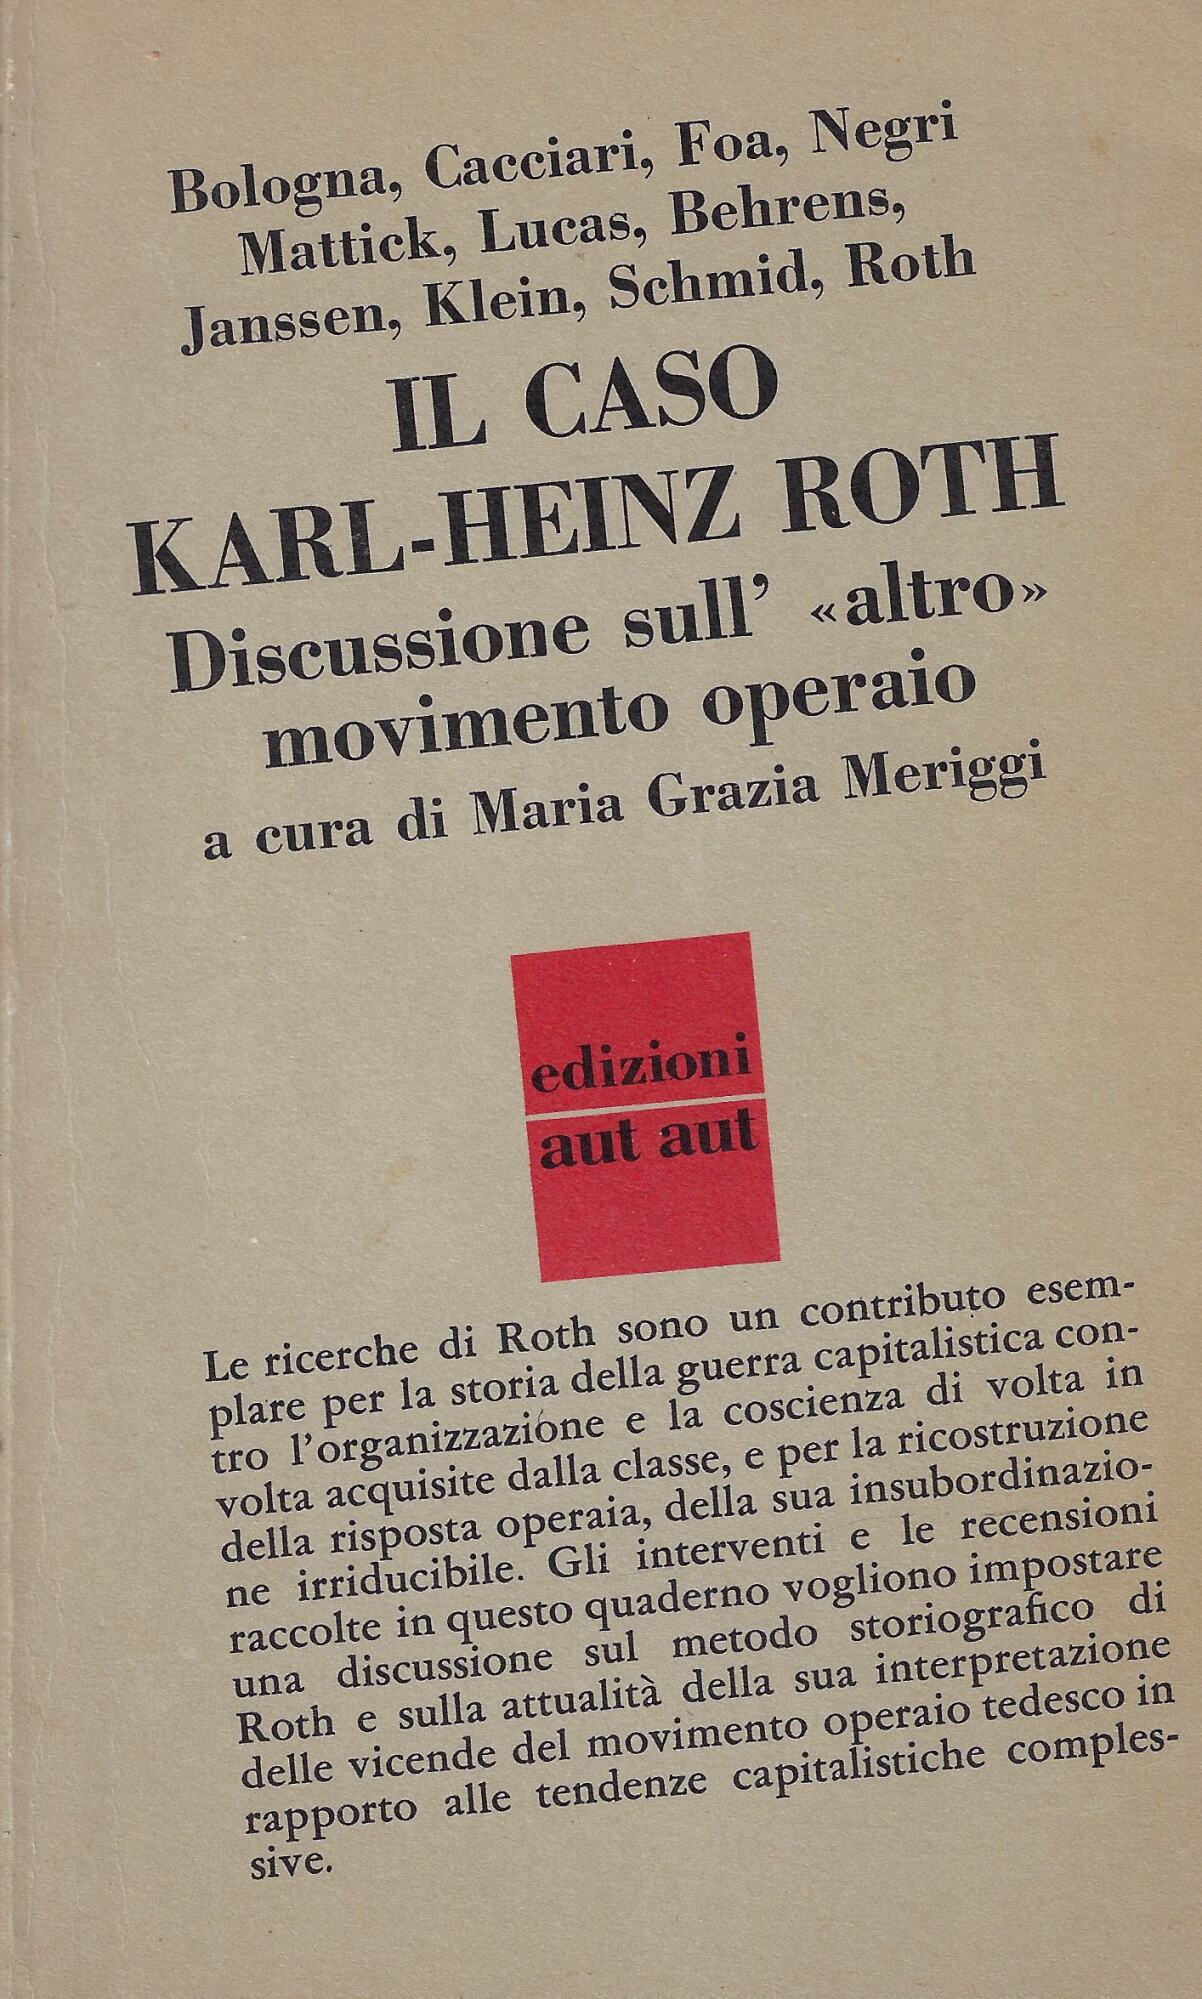 Bologna, Cacciari, Foa, Negri
Mattick, Lucas, Behrens,
Janssen, Klein, Schmid, Roth
IL CASO
KARL-HEINZ ROTH
Discussione sull' «altro»
movimento operaio
a cura di Maria Grazia Meriggi
edizioni
aut aut
Le ricerche di Roth sono un contributo esem-
plare per la storia della guerra capitalistica con-
tro l'organizzazione e la coscienza di volta in
volta acquisite dalla classe, e per la ricostruzione
della risposta operaia, della sua insubordinazio-
ne irriducibile. Gli interventi e le recensioni
raccolte in questo quaderno vogliono impostare
una discussione sul metodo storiografico di
Roth e sulla attualità della sua interpretazione
delle vicende del movimento operaio tedesco in
rapporto alle tendenze capitalistiche comples-
sive.